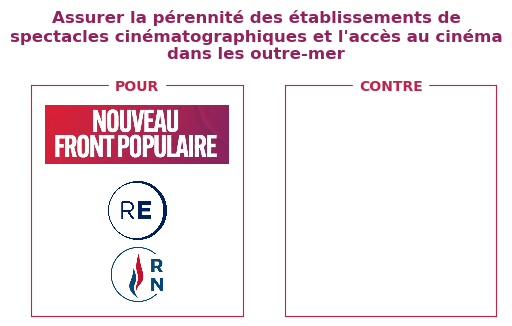 Assurer la pérennité des établissements de
spectacles cinématographiques et l'accès au cinéma
dans les outre-mer
POUR
CONTRE
NOUVEAU
FRONT POPULAIRE
RE
R
N